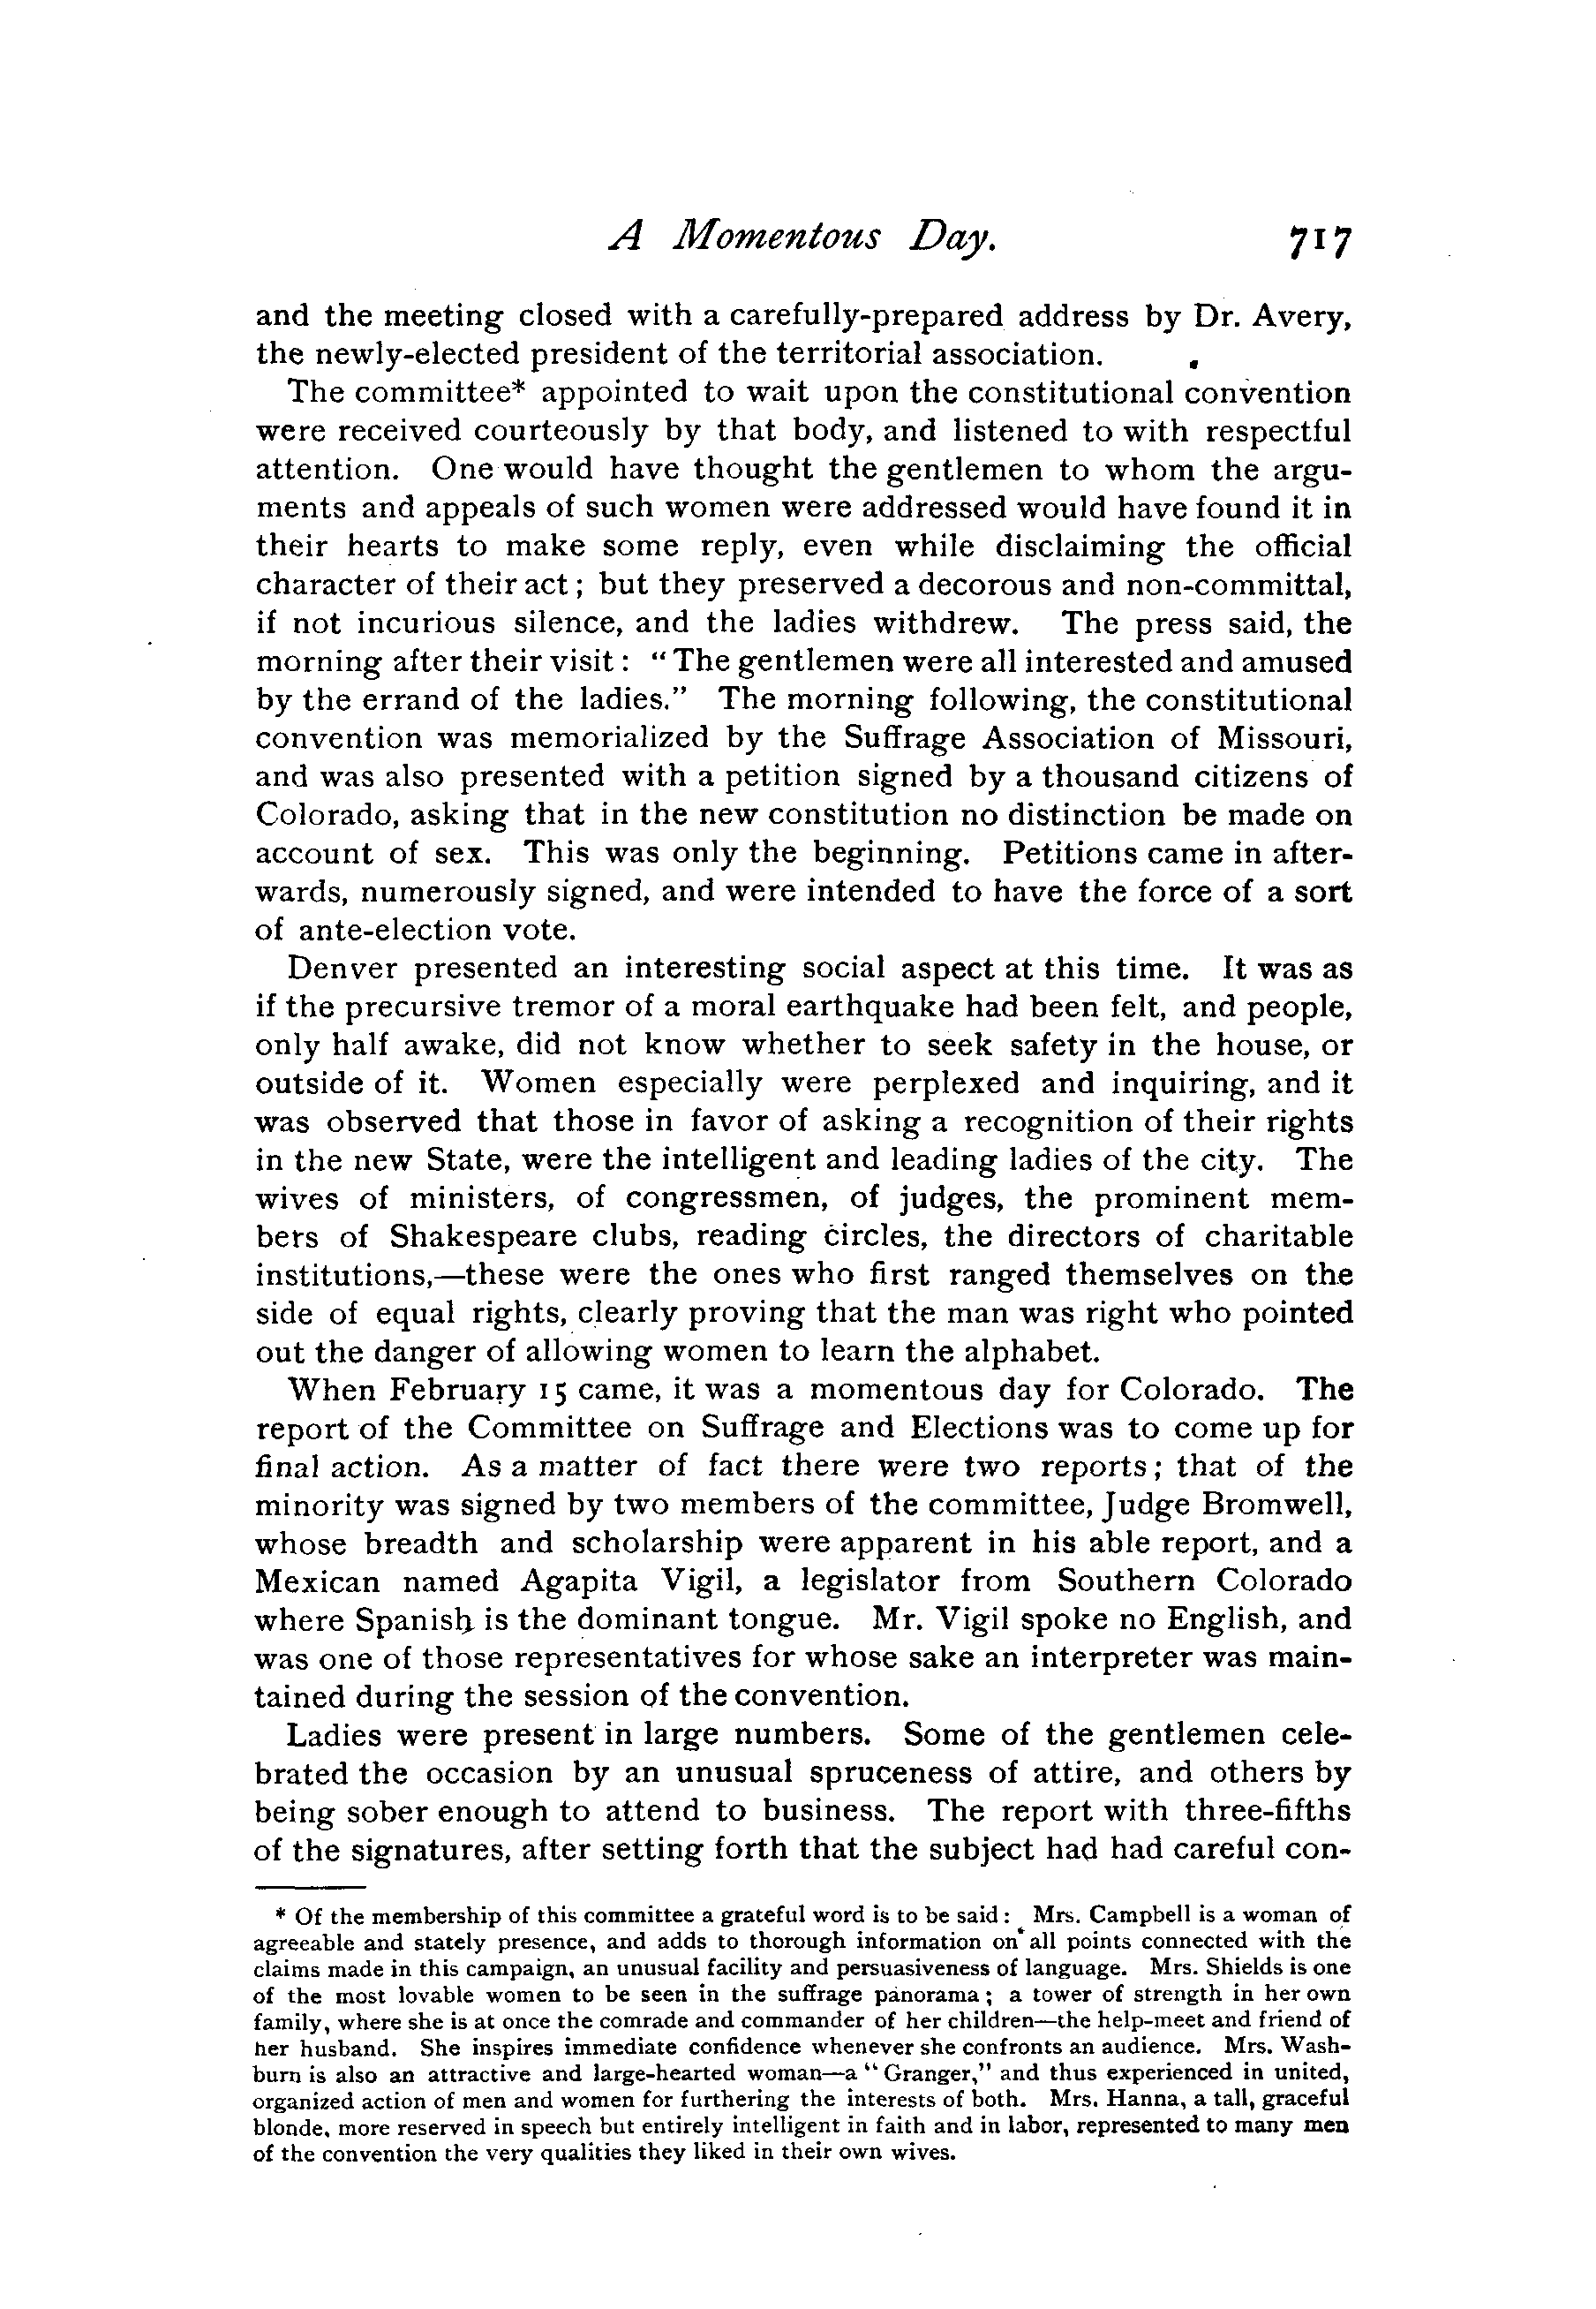 A Momentous Day. 717
and the meeting closed with a carefully-prepared address by Dr. Avery,
the newly-elected president of the territorial association.
The committee* appointed to wait upon the constitutional convention
were received courteously by that body, and listened to with respectful
attention. One would have thought the gentlemen to whom the argu-
ments and appeals of such women were addressed would have found it in
their hearts to make some reply, even while disclaiming the official
character of their act; but they preserved a decorous and non-committal,
if not incurious silence, and the ladies withdrew. The press said, the
morning after their visit: "The gentlemen were all interested and amused
by the errand of the ladies." The morning following, the constitutional
convention was memorialized by the Suffrage Association of Missouri,
and was also presented with a petition signed by a thousand citizens of
Colorado, asking that in the new constitution no distinction be made on
account of sex. This was only the beginning. Petitions came in after-
wards, numerously signed, and were intended to have the force of a sort
of ante-election vote.
Denver presented an interesting social aspect at this time. It was as
if the precursive tremor of a moral earthquake had been felt, and people,
only half awake, did not know whether to seek safety in the house, or
outside of it. Women especially were perplexed and inquiring, and it
was observed that those in favor of asking a recognition of their rights
in the new State, were the intelligent and leading ladies of the city. The
wives of ministers, of congressmen, of judges, the prominent mem-
bers of Shakespeare clubs, reading circles, the directors of charitable
institutions,—these were the ones who first ranged themselves on the
side of equal rights, clearly proving that the man was right who pointed
out the danger of allowing women to learn the alphabet.
When February 15 came, it was a momentous day for Colorado. The
report of the Committee on Suffrage and Elections was to come up for
final action. As a matter of fact there were two reports; that of the
minority was signed by two members of the committee, Judge Bromwell,
whose breadth and scholarship were apparent in his able report, and a
Mexican named Agapita Vigil, a legislator from Southern Colorado
where Spanish is the dominant tongue. Mr. Vigil spoke no English, and
was one of those representatives for whose sake an interpreter was main-
tained during the session of the convention.
Ladies were present in large numbers. Some of the gentlemen cele-
brated the occasion by an unusual spruceness of attire, and others by
being sober enough to attend to business. The report with three-fifths
of the signatures, after setting forth that the subject had had careful con-
* Of the membership of this committee a grateful word is to be said: Mrs. Campbell is a woman of
agreeable and stately presence, and adds to thorough information on all points connected with the
claims made in this campaign, an unusual facility and persuasiveness of language. Mrs. Shields is one
of the most lovable women to be seen in the suffrage panorama; a tower of strength in her own
family, where she is at once the comrade and commander of her children—the help-meet and friend of
her husband. She inspires immediate confidence whenever she confronts an audience. Mrs. Wash-
burn is also an attractive and large-hearted woman—a "Granger," and thus experienced in united,
organized action of men and women for furthering the interests of both. Mrs. Hanna, a tall, graceful
blonde, more reserved in speech but entirely intelligent in faith and in labor, represented to many men
of the convention the very qualities they liked in their own wives.